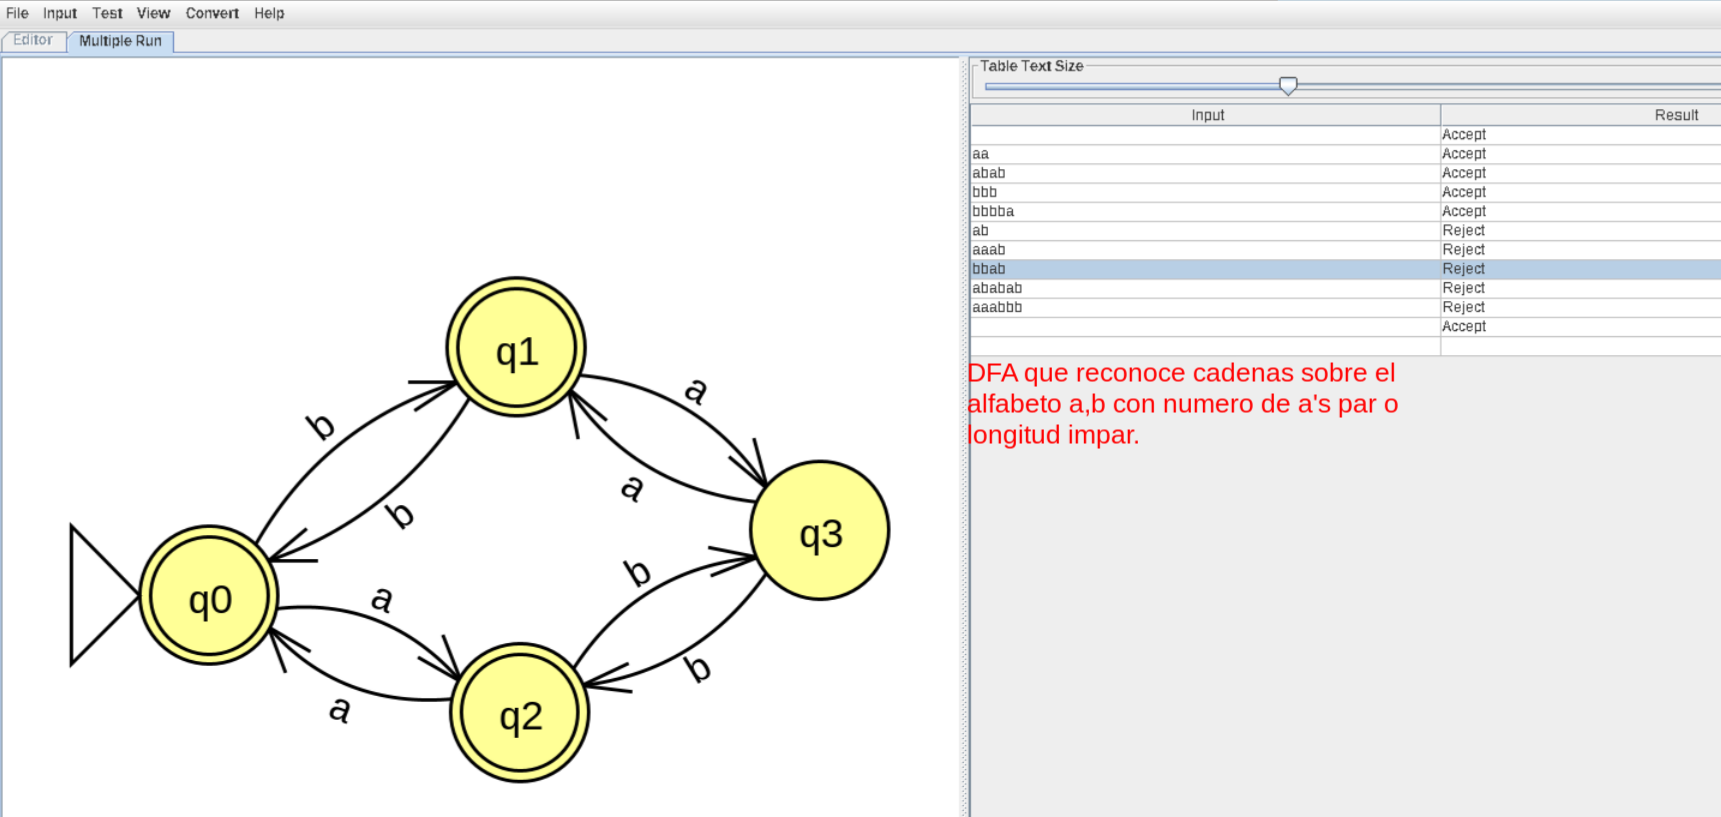 File Input Test View Convert Help
Editor Multiple Run
Table Text Size
Input Result
Accept
aa Accept
abab Accept
bbb Accept
bbbba Accept
ab Reject
aaab Reject
bbab Reject
ababab Reject
aaabbb Reject
Accept
DFA que reconoce cadenas sobre el
alfabeto a,b con numero de a's par o
longitud impar.
q1
a
b
a
b
q3
b
q0
a
b
q2
a